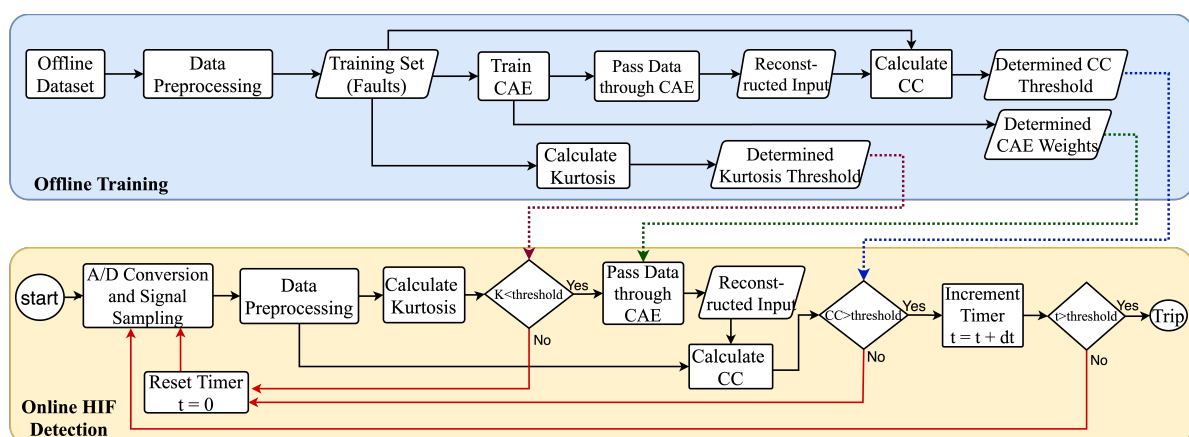 Offline
Dataset
Data
Preprocessing
Training Set
(Faults)
Train
CAE
Pass Data
through CAE
Reconst-
ructed Input
Calculate
CC
Determined CC
Threshold
Determined
CAE Weights
Calculate
Kurtosis
Determined
Kurtosis Threshold
Offline Training
start
A/D Conversion
and Signal
Sampling
Data
Preprocessing
Calculate
Kurtosis
K<threshold
Yes
No
Pass Data
through
CAE
Reconst-
ructed Input
Calculate
CC
CC>threshold
Yes
No
Increment
Timer
t = t + dt
t>threshold
Yes
No
Trip
Reset Timer
t = 0
Online HIF
Detection